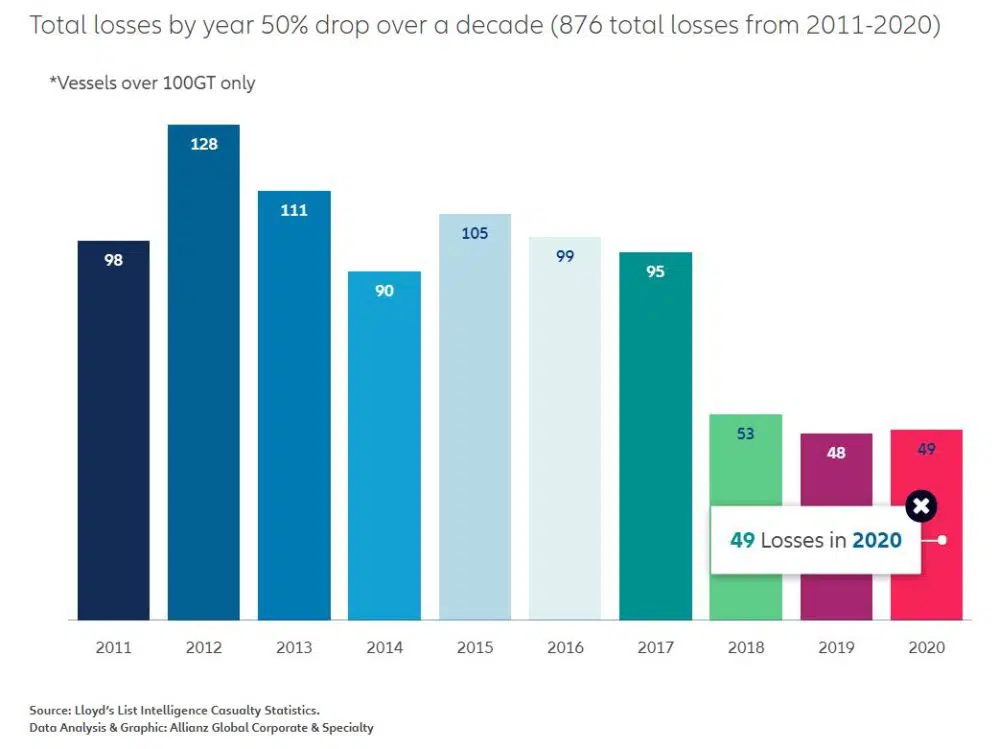 Total losses by year 50% drop over a decade (876 total losses from 2011-2020)
*Vessels over 100GT only
98
128
111
90
105
99
95
53
48
49
49 Losses in 2020
2011 2012 2013 2014 2015 2016 2017 2018 2019 2020
Source: Lloyd's List Intelligence Casualty Statistics.
Data Analysis & Graphic: Allianz Global Corporate & Specialty